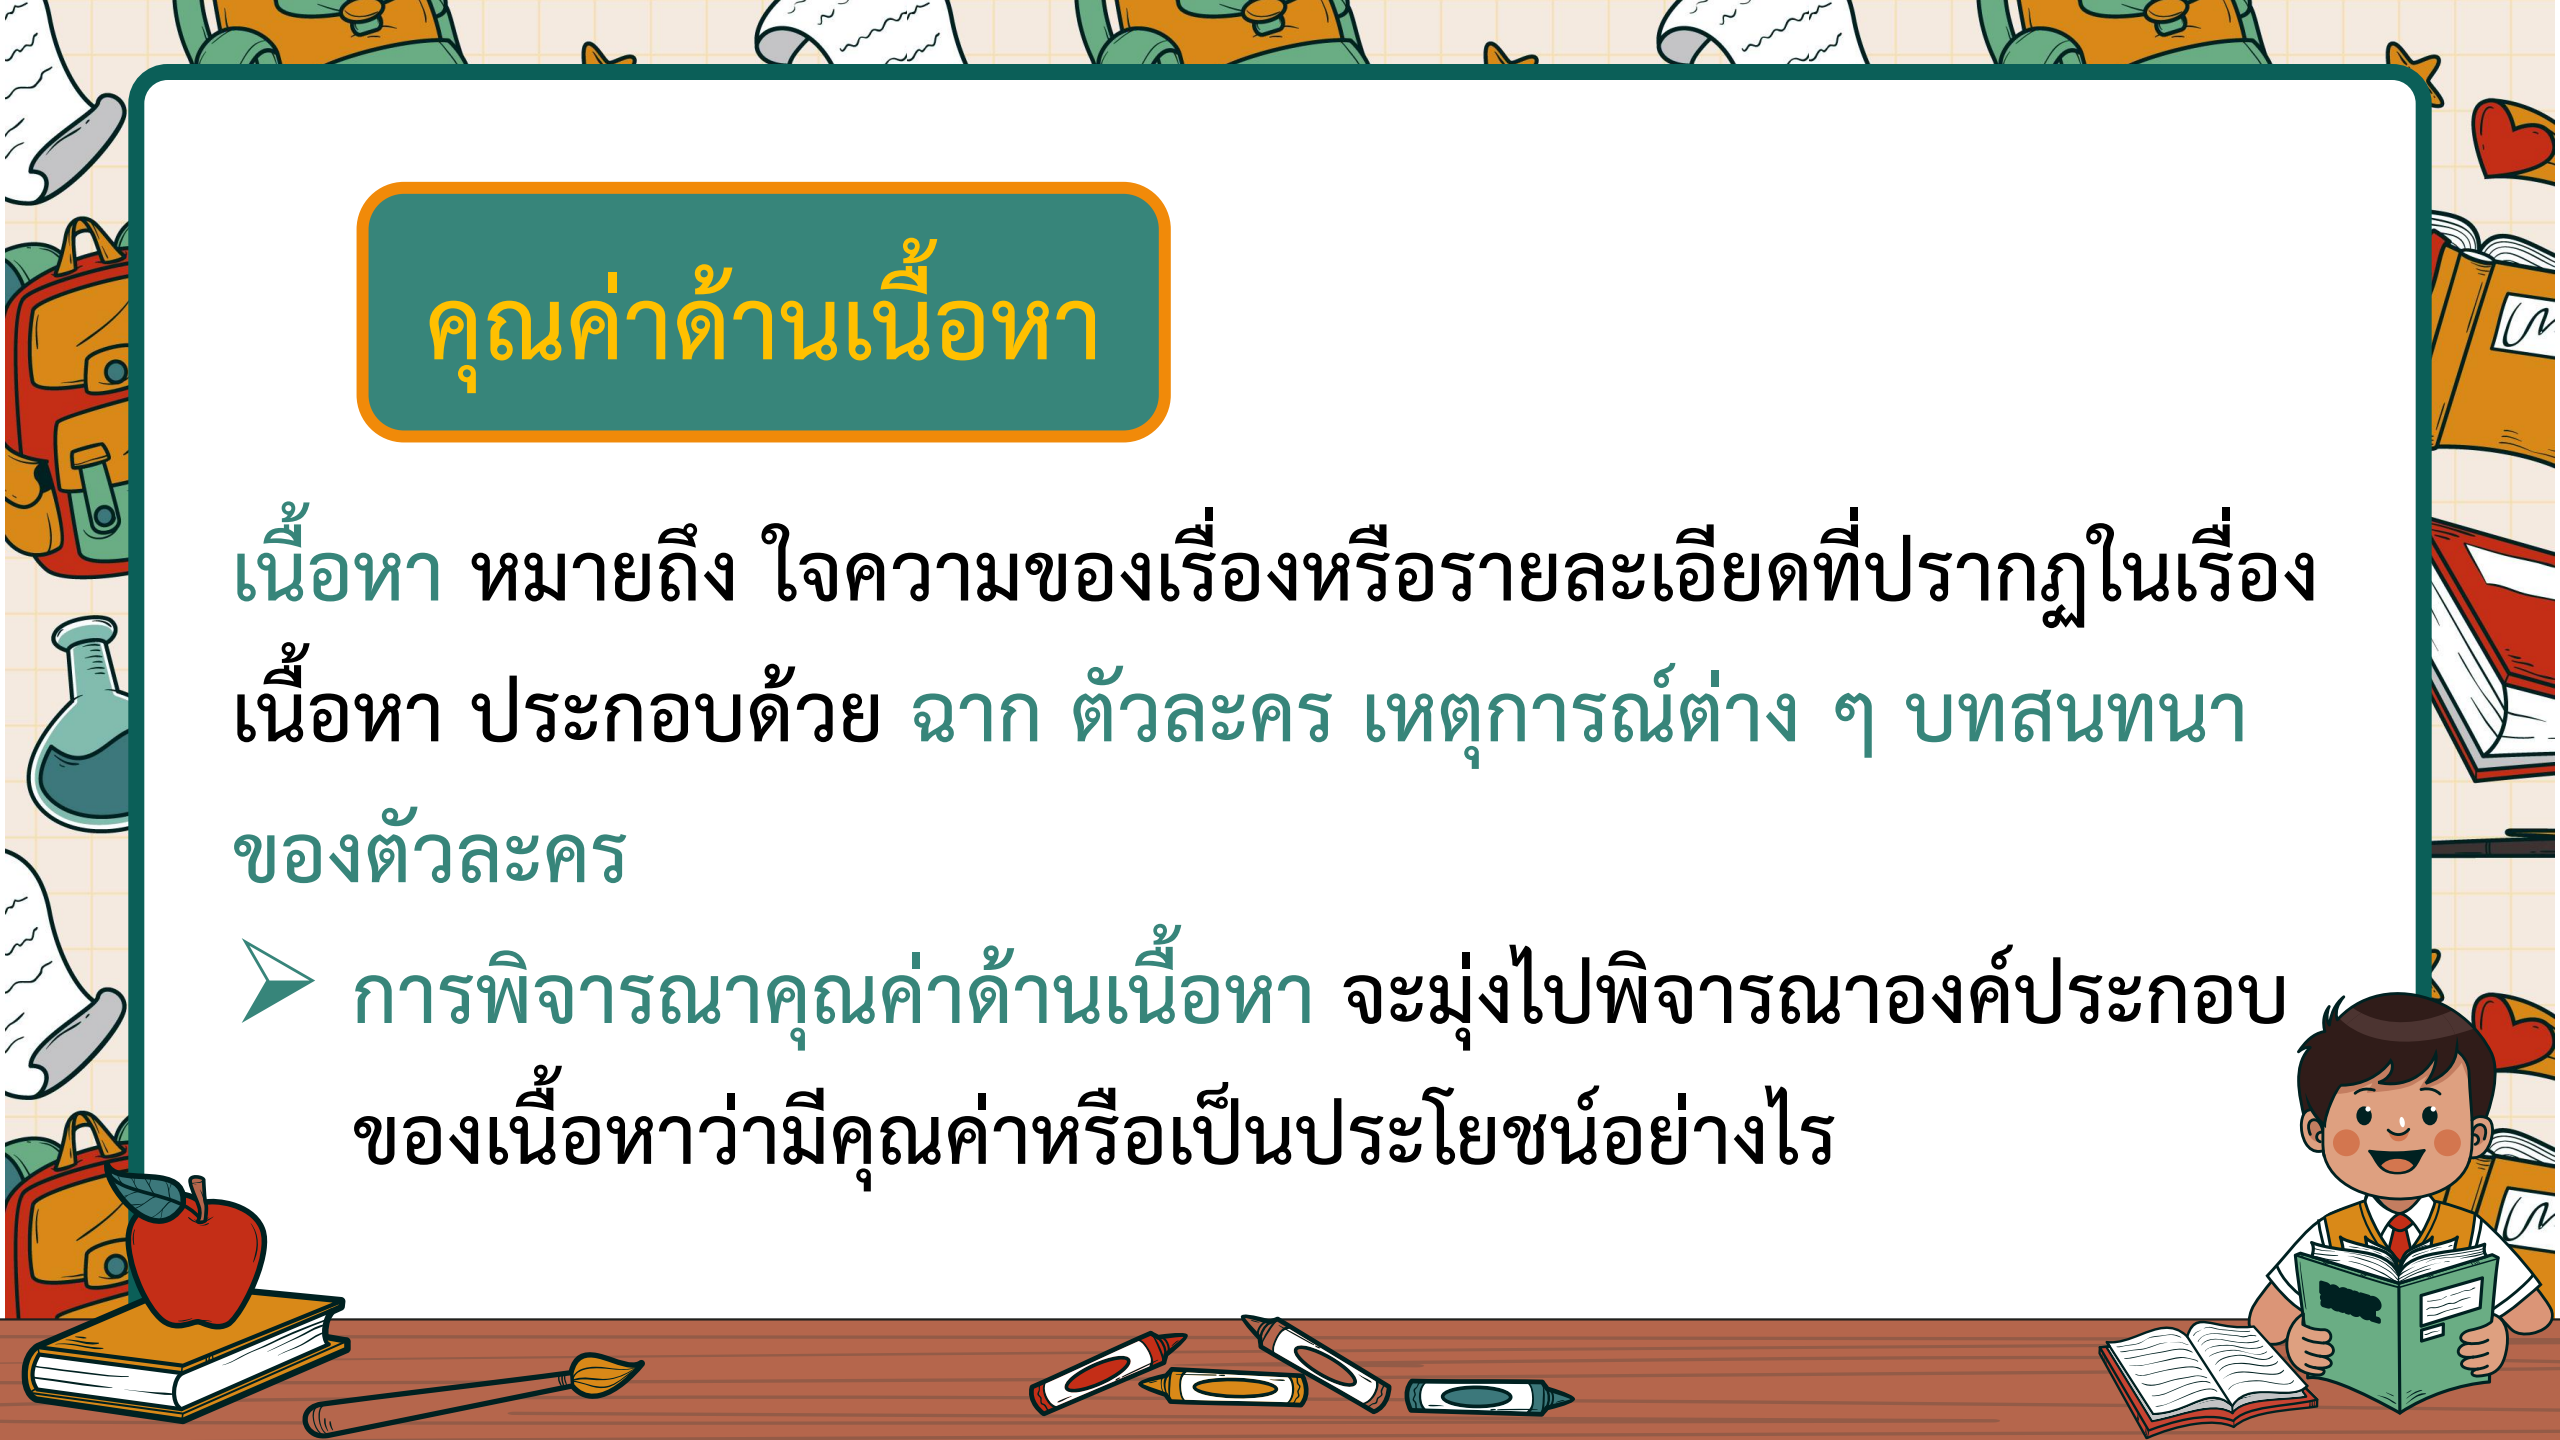 คุณค่าด้านเนื้อหา
เนื้อหา หมายถึง ใจความของเรื่องหรือรายละเอียดที่ปรากฏในเรื่อง
เนื้อหา ประกอบด้วย ฉาก ตัวละคร เหตุการณ์ต่าง ๆ บทสนทนา
ของตัวละคร
➢ การพิจารณาคุณค่าด้านเนื้อหา จะมุ่งไปพิจารณาองค์ประกอบ
ของเนื้อหาว่ามีคุณค่าหรือเป็นประโยชน์อย่างไร